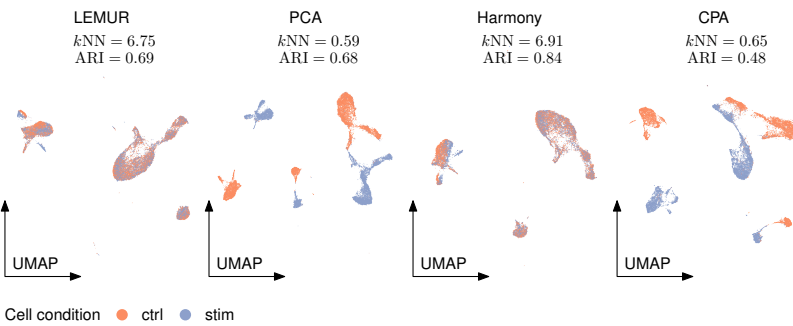 LEMUR
kNN = 6.75
ARI = 0.69
PCA
kNN = 0.59
ARI = 0.68
Harmony
kNN = 6.91
ARI = 0.84
CPA
kNN = 0.65
ARI = 0.48
UMAP
UMAP
UMAP
UMAP
Cell condition ctrl stim